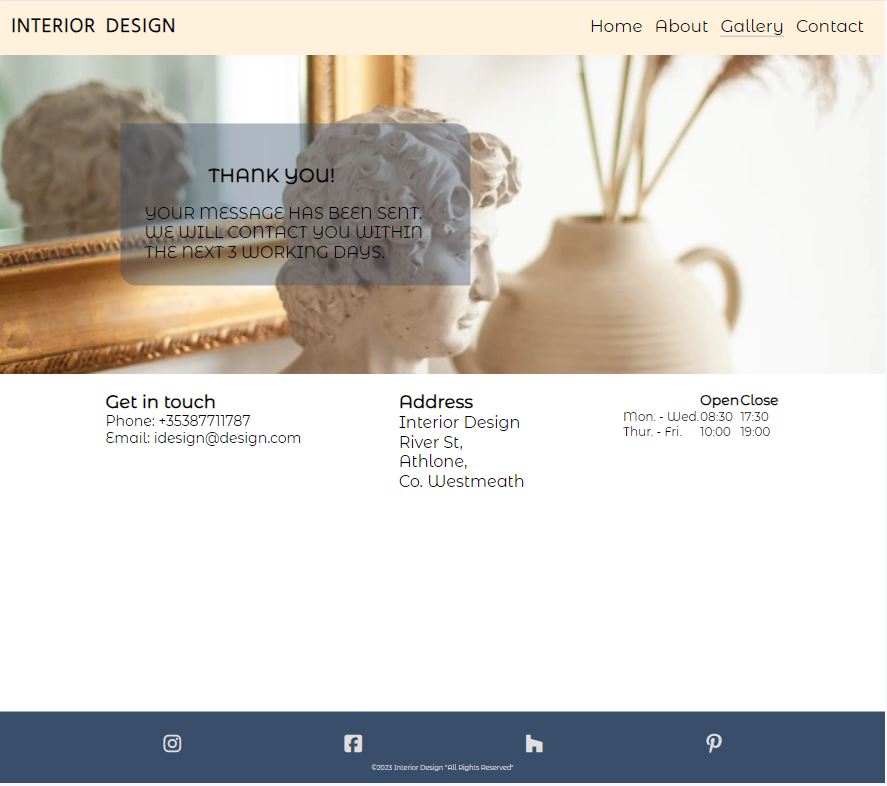 INTERIOR DESIGN
Home About Gallery Contact
THANK YOU!
YOUR MESSAGE HAS BEEN SENT.
WE WILL CONTACT YOU WITHIN
THE NEXT 3 WORKING DAYS.
Get in touch
Phone: +35387711787
Email: idesign@design.com
Address
Interior Design
River St,
Athlone,
Co. Westmeath
Open Close
Mon. - Wed. 08:30 17:30
Thur. - Fri. 10:00 19:00
©2023 Interior Design "All Rights Reserved"